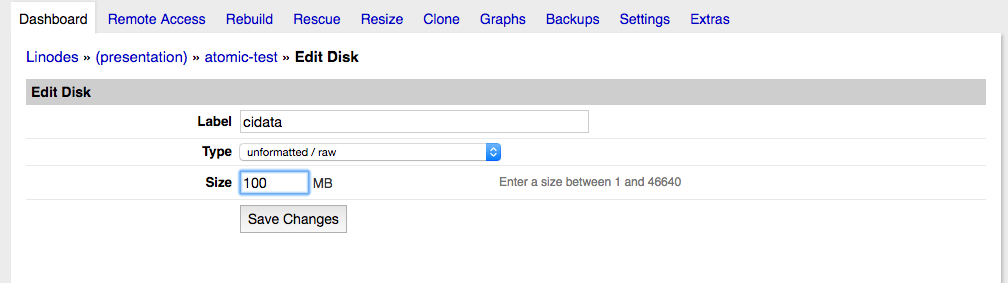 Dashboard Remote Access Rebuild Rescue Resize Clone Graphs Backups Settings Extras
Linodes » (presentation) » atomic-test » Edit Disk
Edit Disk
Label cidata
Type unformatted / raw
Size 100 MB Enter a size between 1 and 46640
Save Changes